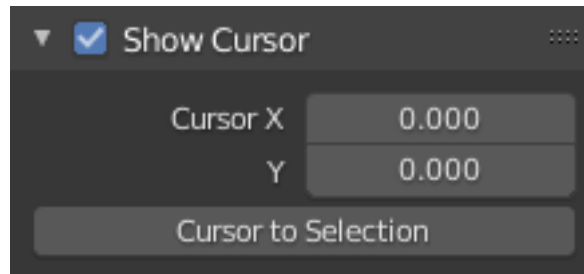 Show Cursor
Cursor X 0.000
Y 0.000
Cursor to Selection